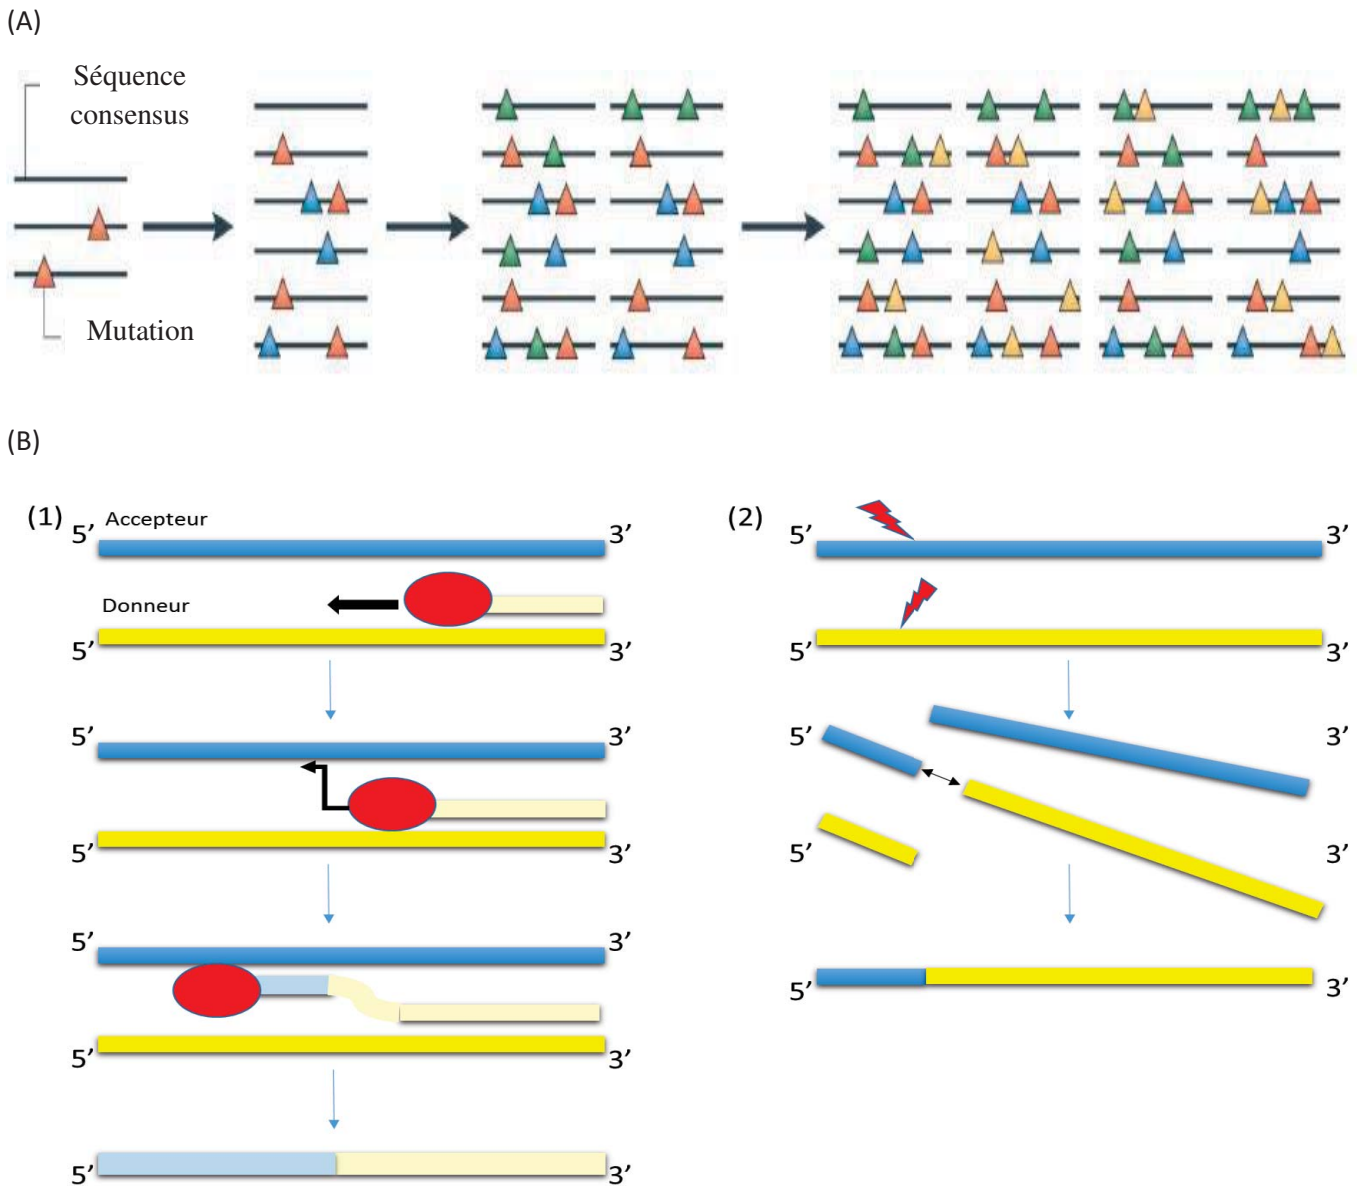 (A)
Séquence
consensus
Mutation
(B)
(1)
5’ Accepteur 3’
Donneur
5’ 3’
5’ 3’
5’ 3’
5’ 3’
5’ 3’
5’ 3’
(2)
5’ 3’
5’ 3’
5’ 3’
5’ 3’
5’ 3’